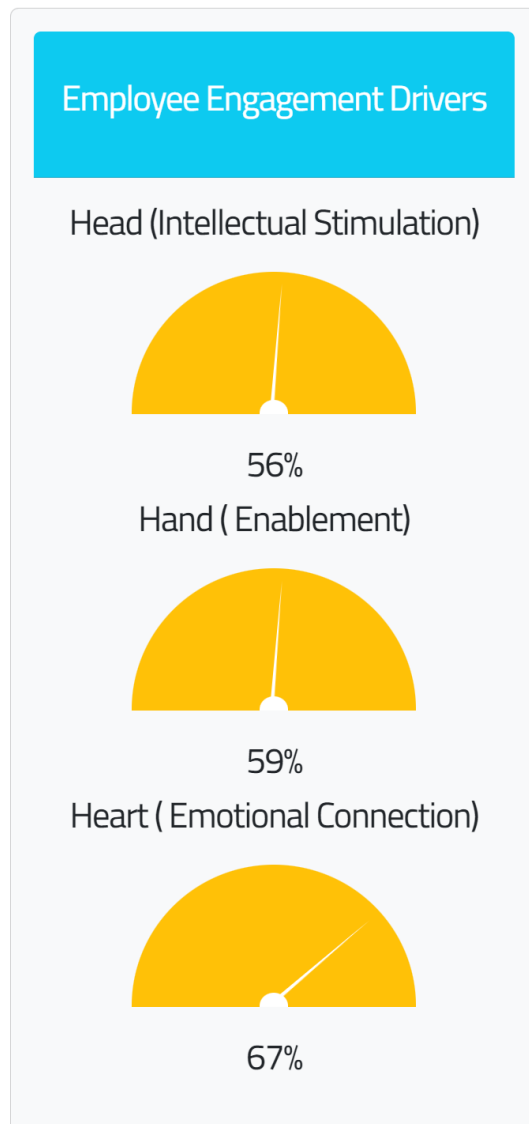 Employee Engagement Drivers
Head (Intellectual Stimulation)
56%
Hand ( Enablement)
59%
Heart ( Emotional Connection)
67%